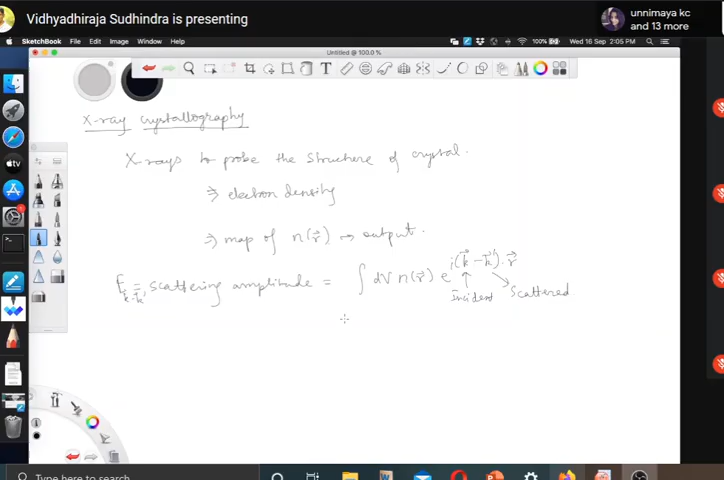 Vidhyadhiraja Sudhindra is presenting
unnimaya kc
and 13 more
SketchBook File Edit Image Window Help
100% Wed 16 Sep 2:05 PM
Untitled @ 100.0 %
X-ray crystallography
X-rays to probe the structure of crystal.
⇒ electron density
⇒ map of n(r⃗) → output.
F_{k⃗-k⃗'} = scattering amplitude = ∫ dV n(r⃗) e^{i(k⃗-k⃗')·r⃗}
Incident Scattered
Type here to search